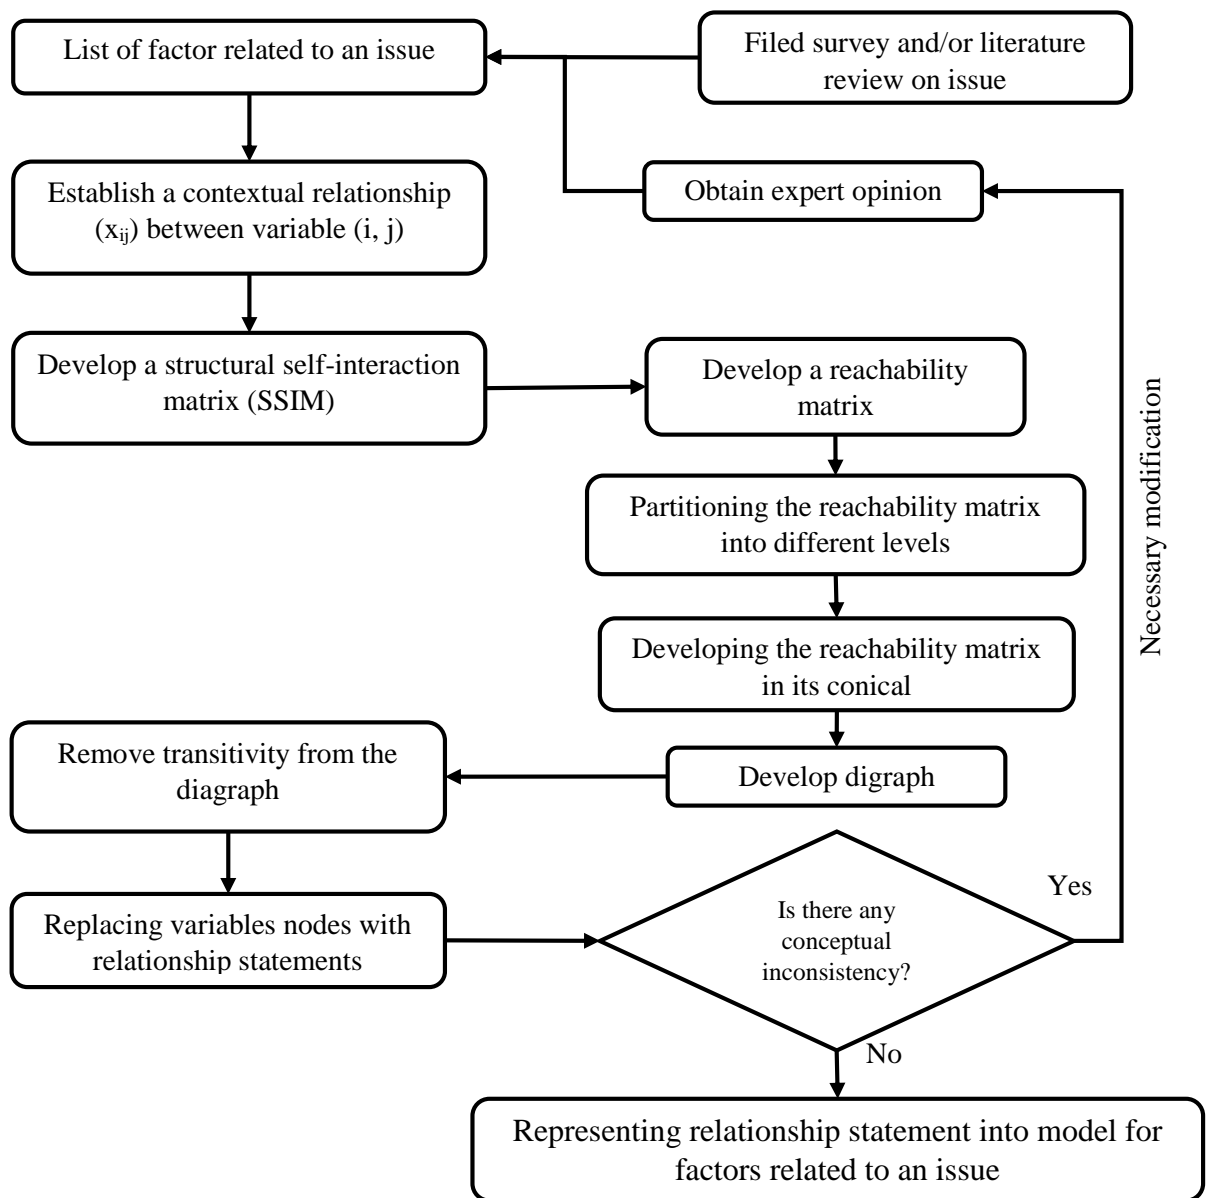 List of factor related to an issue
Filed survey and/or literature
review on issue
Obtain expert opinion
Establish a contextual relationship
(xij) between variable (i, j)
Develop a structural self-interaction
matrix (SSIM)
Develop a reachability
matrix
Partitioning the reachability matrix
into different levels
Developing the reachability matrix
in its conical
Develop digraph
Remove transitivity from the
diagraph
Replacing variables nodes with
relationship statements
Is there any
conceptual
inconsistency?
Yes
Necessary modification
No
Representing relationship statement into model for
factors related to an issue